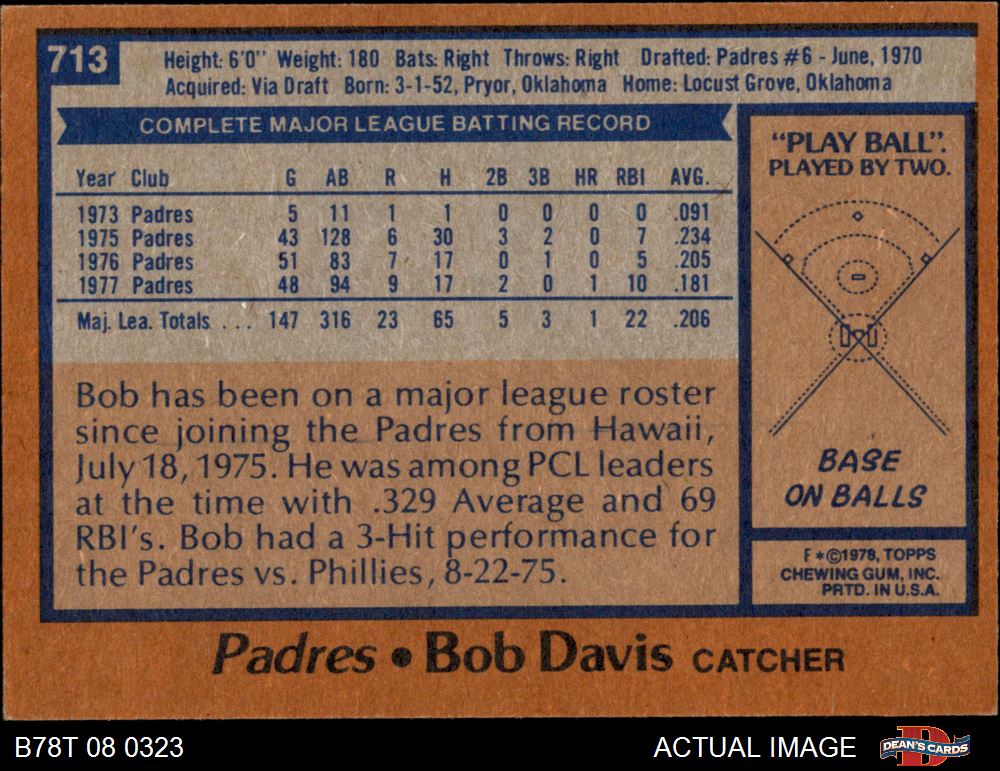 713
Height: 6'0" Weight: 180 Bats: Right Throws: Right Drafted: Padres #6 - June, 1970
Acquired: Via Draft Born: 3-1-52, Pryor, Oklahoma Home: Locust Grove, Oklahoma
COMPLETE MAJOR LEAGUE BATTING RECORD
Year Club G AB R H 2B 3B HR RBI AVG.
1973 Padres 5 11 1 1 0 0 0 0 .091
1975 Padres 43 128 6 30 3 2 0 7 .234
1976 Padres 51 83 7 17 0 1 0 5 .205
1977 Padres 48 94 9 17 2 0 1 10 .181
Maj. Lea. Totals . . . . 147 316 23 65 5 3 1 22 .206
Bob has been on a major league roster
since joining the Padres from Hawaii,
July 18, 1975. He was among PCL leaders
at the time with .329 Average and 69
RBI's. Bob had a 3-Hit performance for
the Padres vs. Phillies, 8-22-75.
"PLAY BALL".
PLAYED BY TWO.
BASE
ON BALLS
F*©1978, TOPPS
CHEWING GUM, INC.
PRTD. IN U.S.A.
Padres • Bob Davis CATCHER
B78T 08 0323
ACTUAL IMAGE
DEAN'S CARDS